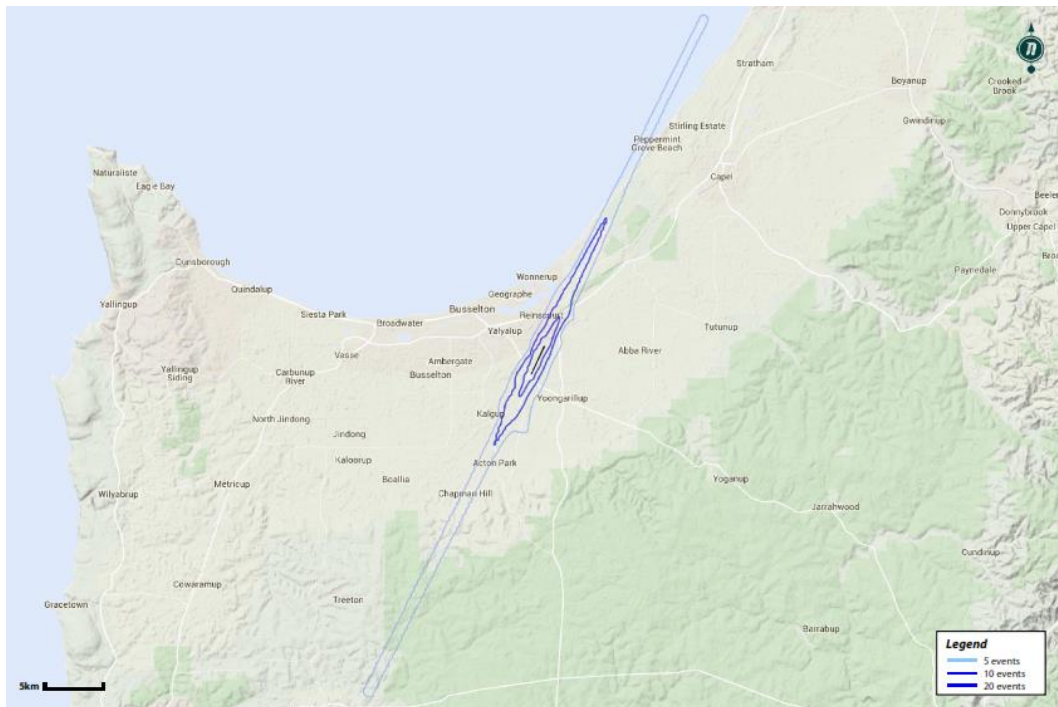 n
Stratham
Boyanup
Crooked
Brook
Gwindinup
Stirling Estate
Peppermint
Grove Beach
Naturaliste
Eagle Bay
Capel
Donnybrook
Upper Capel
Dunsborough
Paynedale
Wonnerup
Quindalup
Geographe
Yallingup
Busselton
Siesta Park
Reinscourt
Broadwater
Yalyalup
Tutunup
Vasse
Abba River
Ambergate
Yallingup
Siding
Carbunup
River
Busselton
Yoongarillup
Kalgup
North Jindong
Jindong
Kaloorup
Acton Park
Metricup
Boallia
Yoganup
Wilyabrup
Chapman Hill
Jarrahwood
Cundinup
Cowaramup
Treeton
Gracetown
Barrabup
Legend
5 events
10 events
20 events
5km